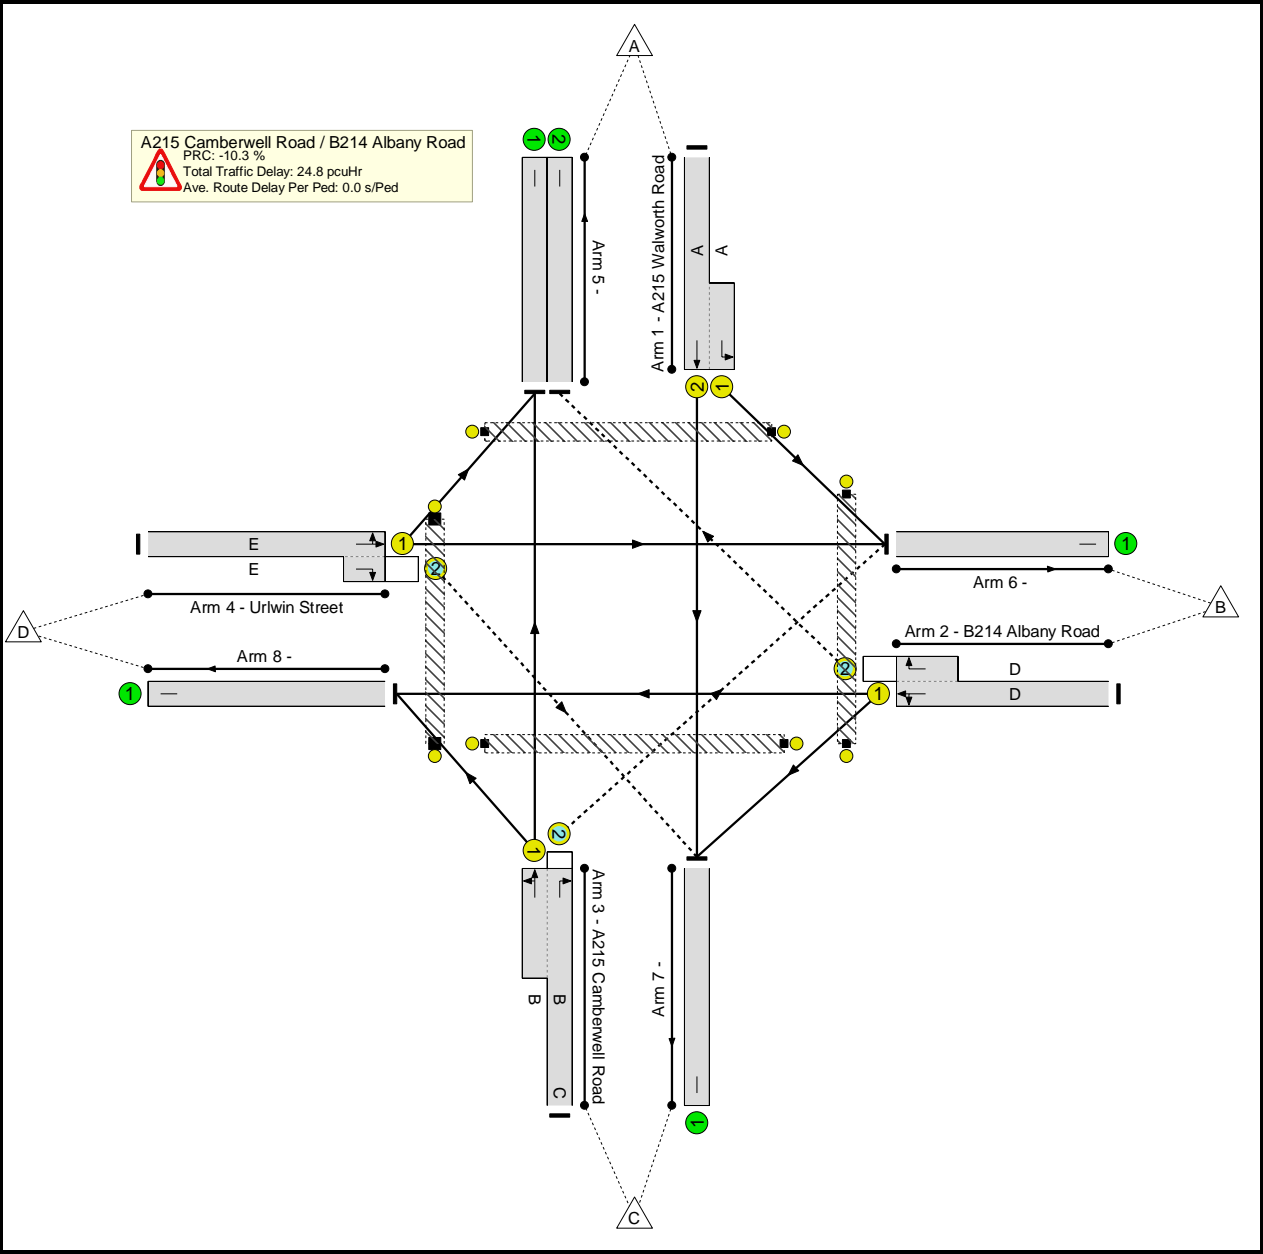 A
A215 Camberwell Road / B214 Albany Road
PRC: -10.3 %
Total Traffic Delay: 24.8 pcuHr
Ave. Route Delay Per Ped: 0.0 s/Ped
1
2
Arm 5 -
Arm 1 - A215 Walworth Road
A
A
2
1
E
E
1
2
Arm 4 - Urlwin Street
D
Arm 8 -
1
1
Arm 6 -
B
Arm 2 - B214 Albany Road
2
D
1
D
1
2
B
B
C
Arm 3 - A215 Camberwell Road
Arm 7 -
1
C